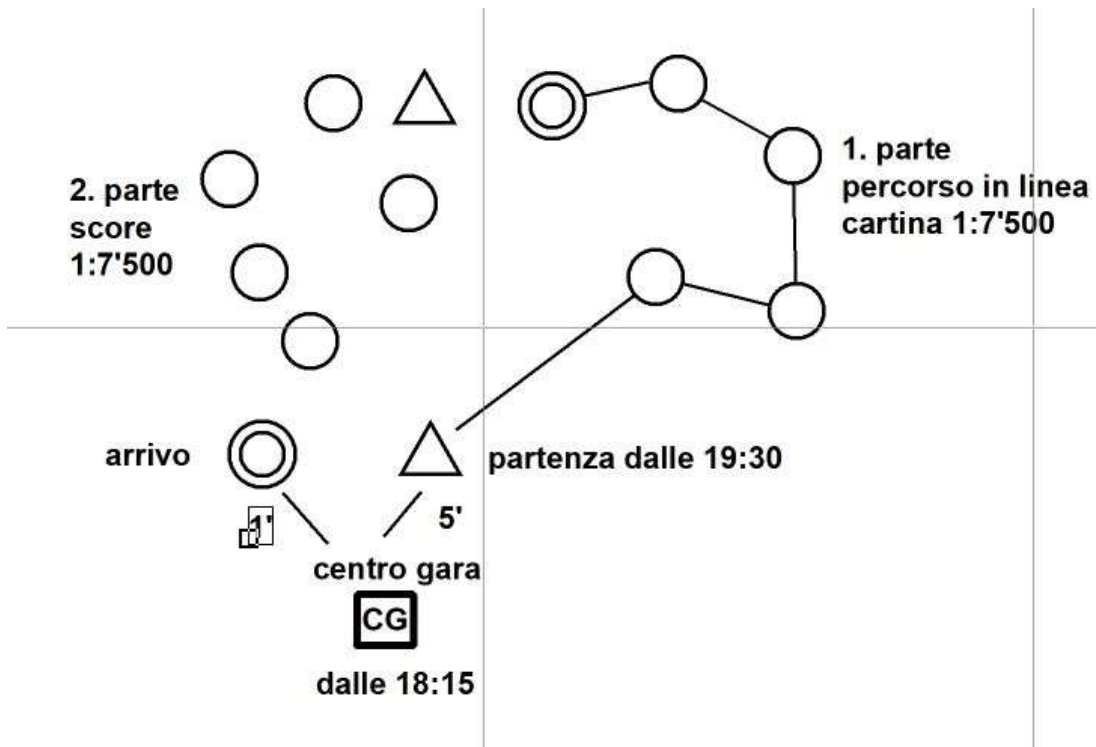 1. parte
percorso in linea
cartina 1:7'500
2. parte
score
1:7'500
arrivo
partenza dalle 19:30
1'
5'
centro gara
CG
dalle 18:15